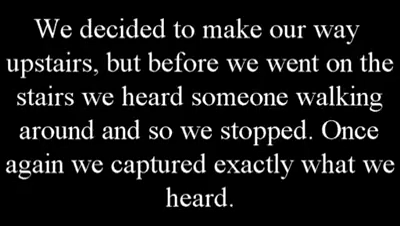 We decided to make our way
upstairs, but before we went on the
stairs we heard someone walking
around and so we stopped. Once
again we captured exactly what we
heard.